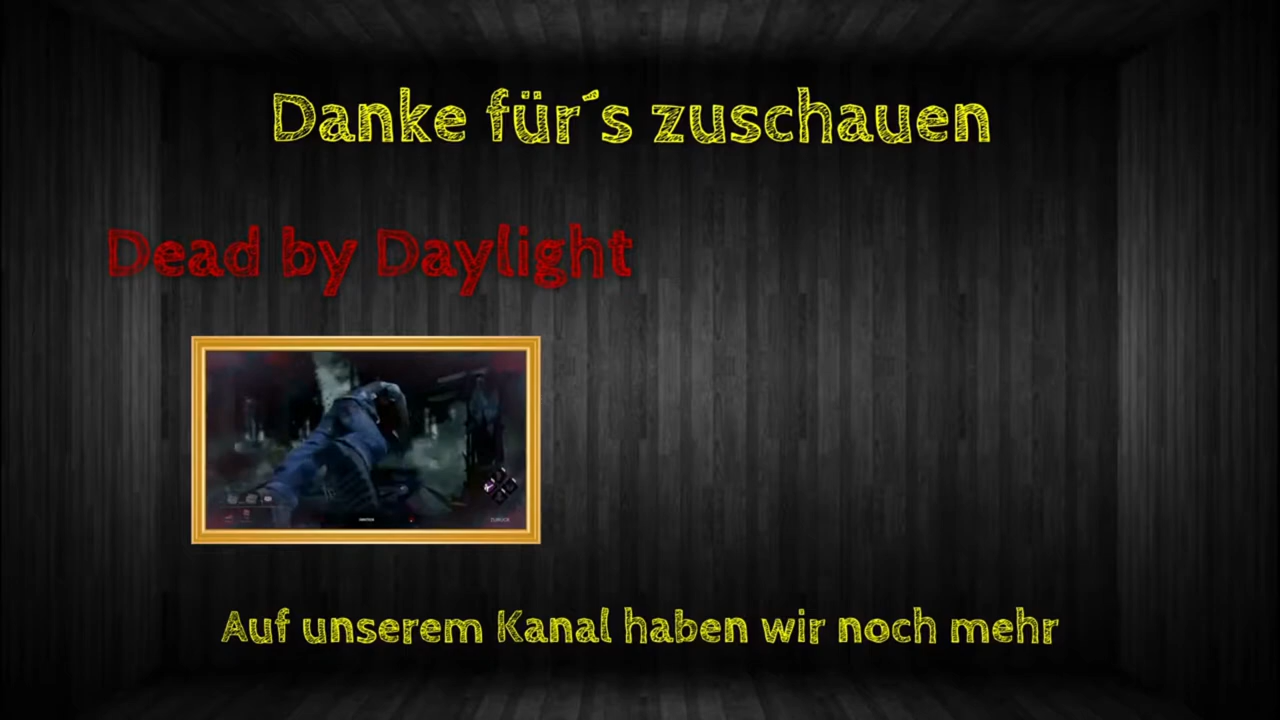 Danke für´s zuschauen
Dead by Daylight
Auf unserem Kanal haben wir noch mehr